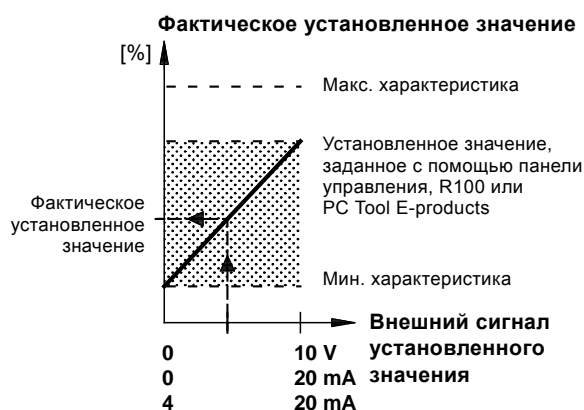 Фактическое установленное значение
[%]
Макс. характеристика
Установленное значение,
заданное с помощью панели
управления, R100 или
PC Tool E-products
Фактическое
установленное
значение
Мин. характеристика
Внешний сигнал
установленного
значения
0 10 V
0 20 mA
4 20 mA